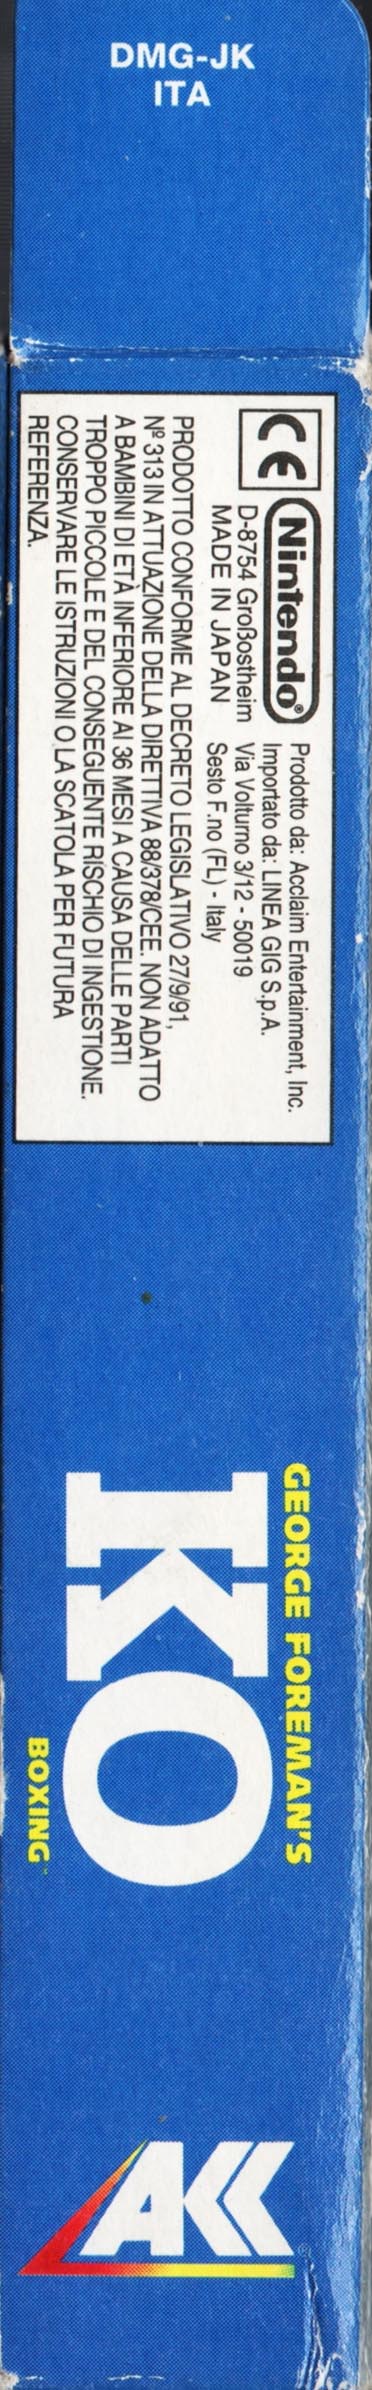 DMG-JK
ITA
CE
Nintendo®
D-8754 Großostheim
MADE IN JAPAN
Prodotto da: Acclaim Entertainment, Inc.
Importato da: LINEA GIG S.p.A.
Via Volturno 3/12 - 50019
Sesto F.no (FL) - Italy
PRODOTTO CONFORME AL DECRETO LEGISLATIVO 27/9/91,
Nº 313 IN ATTUAZIONE DELLA DIRETTIVA 88/378/CEE. NON ADATTO
A BAMBINI DI ETÀ INFERIORE AI 36 MESI A CAUSA DELLE PARTI
TROPPO PICCOLE E DEL CONSEGUENTE RISCHIO DI INGESTIONE.
CONSERVARE LE ISTRUZIONI O LA SCATOLA PER FUTURA
REFERENZA.
GEORGE FOREMAN'S
KO
BOXING™